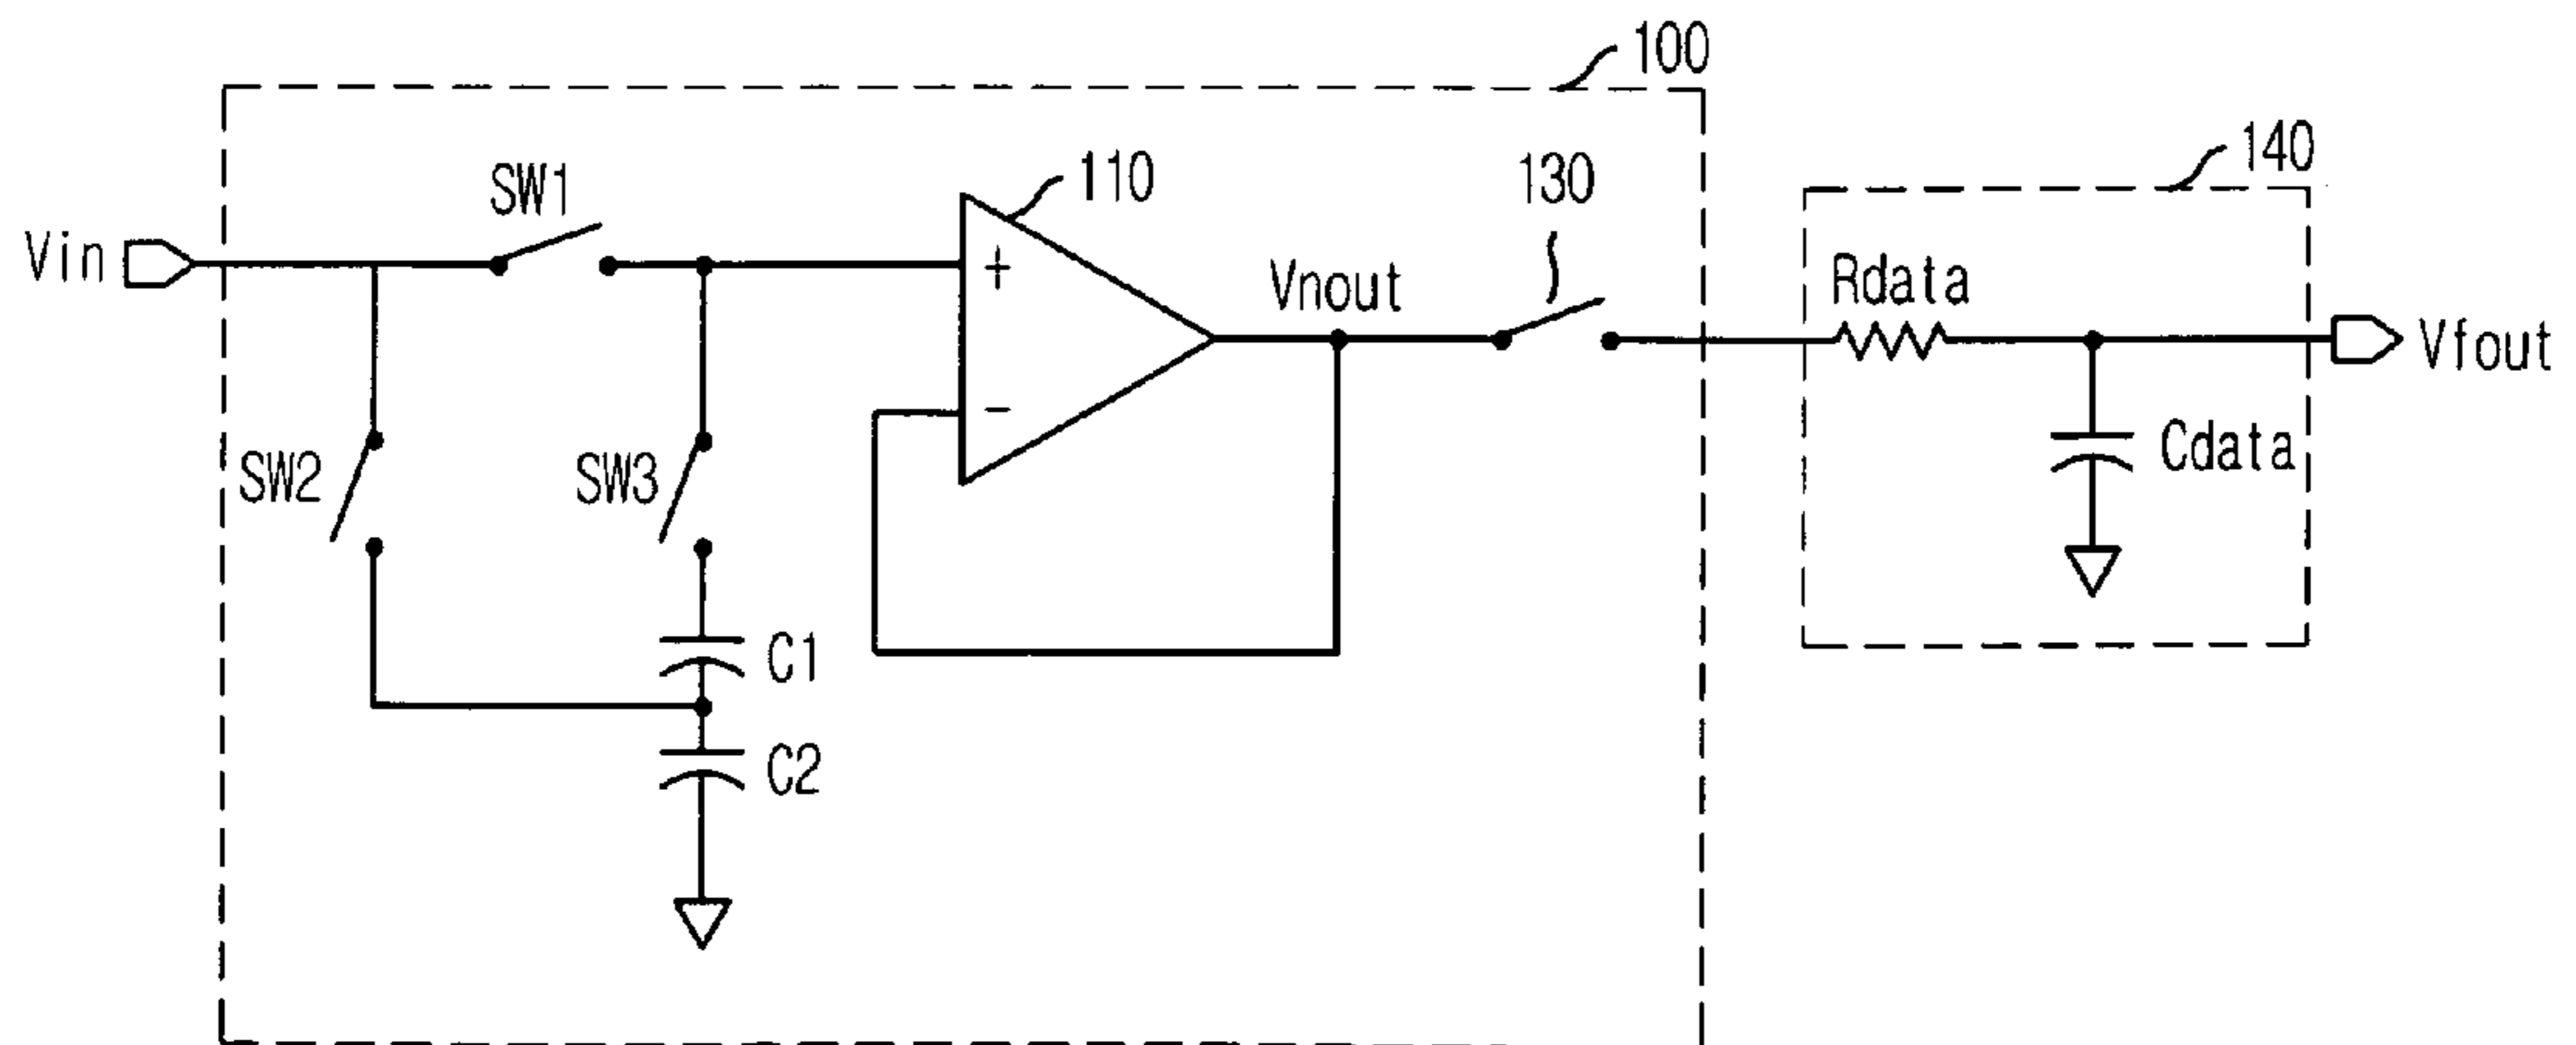 100
140
SW1
110
130
Vin
+
Vnout
Rdata
Vfout
-
SW2
SW3
Cdata
C1
C2